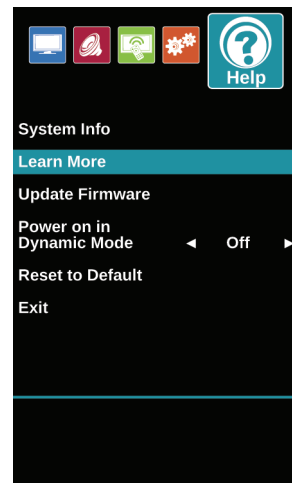 Help
System Info
Learn More
Update Firmware
Power on in
Dynamic Mode ◄ Off ►
Reset to Default
Exit